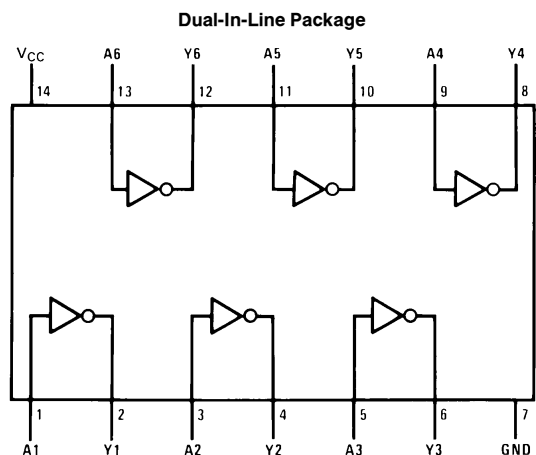 Dual-In-Line Package
VCC A6 Y6 A5 Y5 A4 Y4
14 13 12 11 10 9 8
1 2 3 4 5 6 7
A1 Y1 A2 Y2 A3 Y3 GND